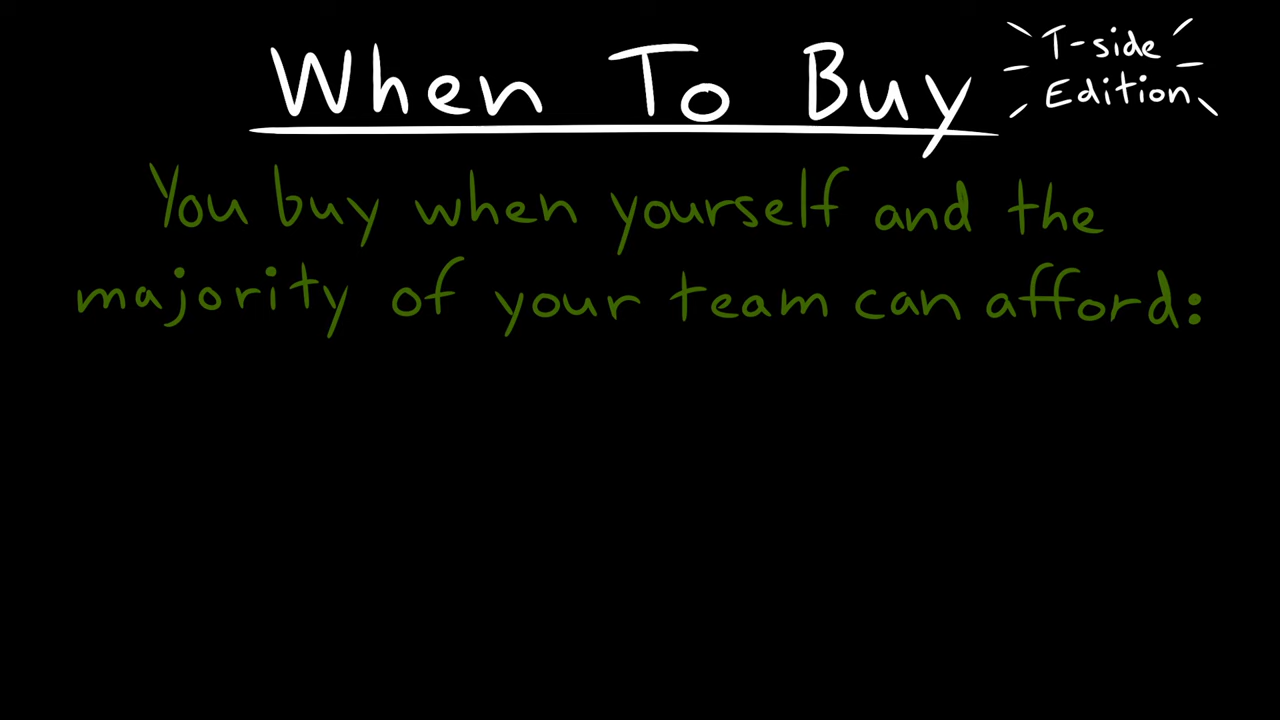 When To Buy
T-side
Edition
You buy when yourself and the
majority of your team can afford: